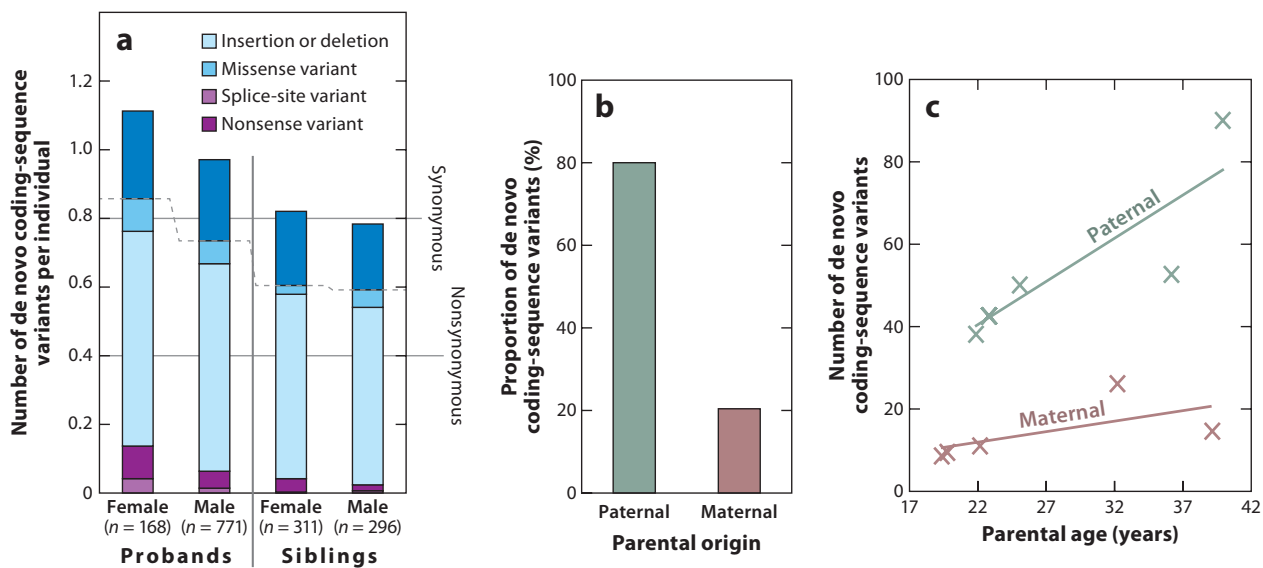 a
Insertion or deletion
Missense variant
Splice-site variant
Nonsense variant
Number of de novo coding-sequence
variants per individual
1.2
1.0
0.8
0.6
0.4
0.2
0
Synonymous
Nonsynonymous
Female
(n = 168)
Male
(n = 771)
Female
(n = 311)
Male
(n = 296)
Probands
Siblings
b
Proportion of de novo
coding-sequence variants (%)
100
80
60
40
20
0
Paternal
Maternal
Parental origin
c
Number of de novo
coding-sequence variants
100
80
60
40
20
0
Paternal
Maternal
17
22
27
32
37
42
Parental age (years)